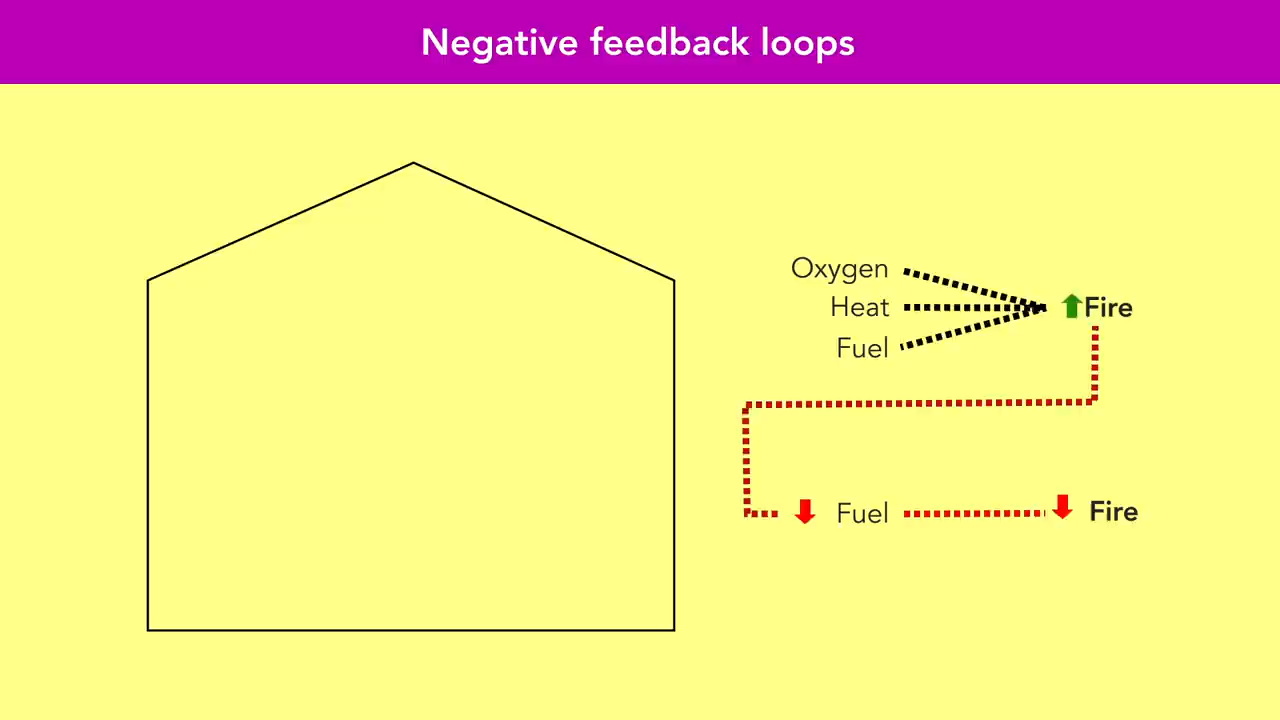 Negative feedback loops
Oxygen
Heat
Fire
Fuel
Fuel
Fire